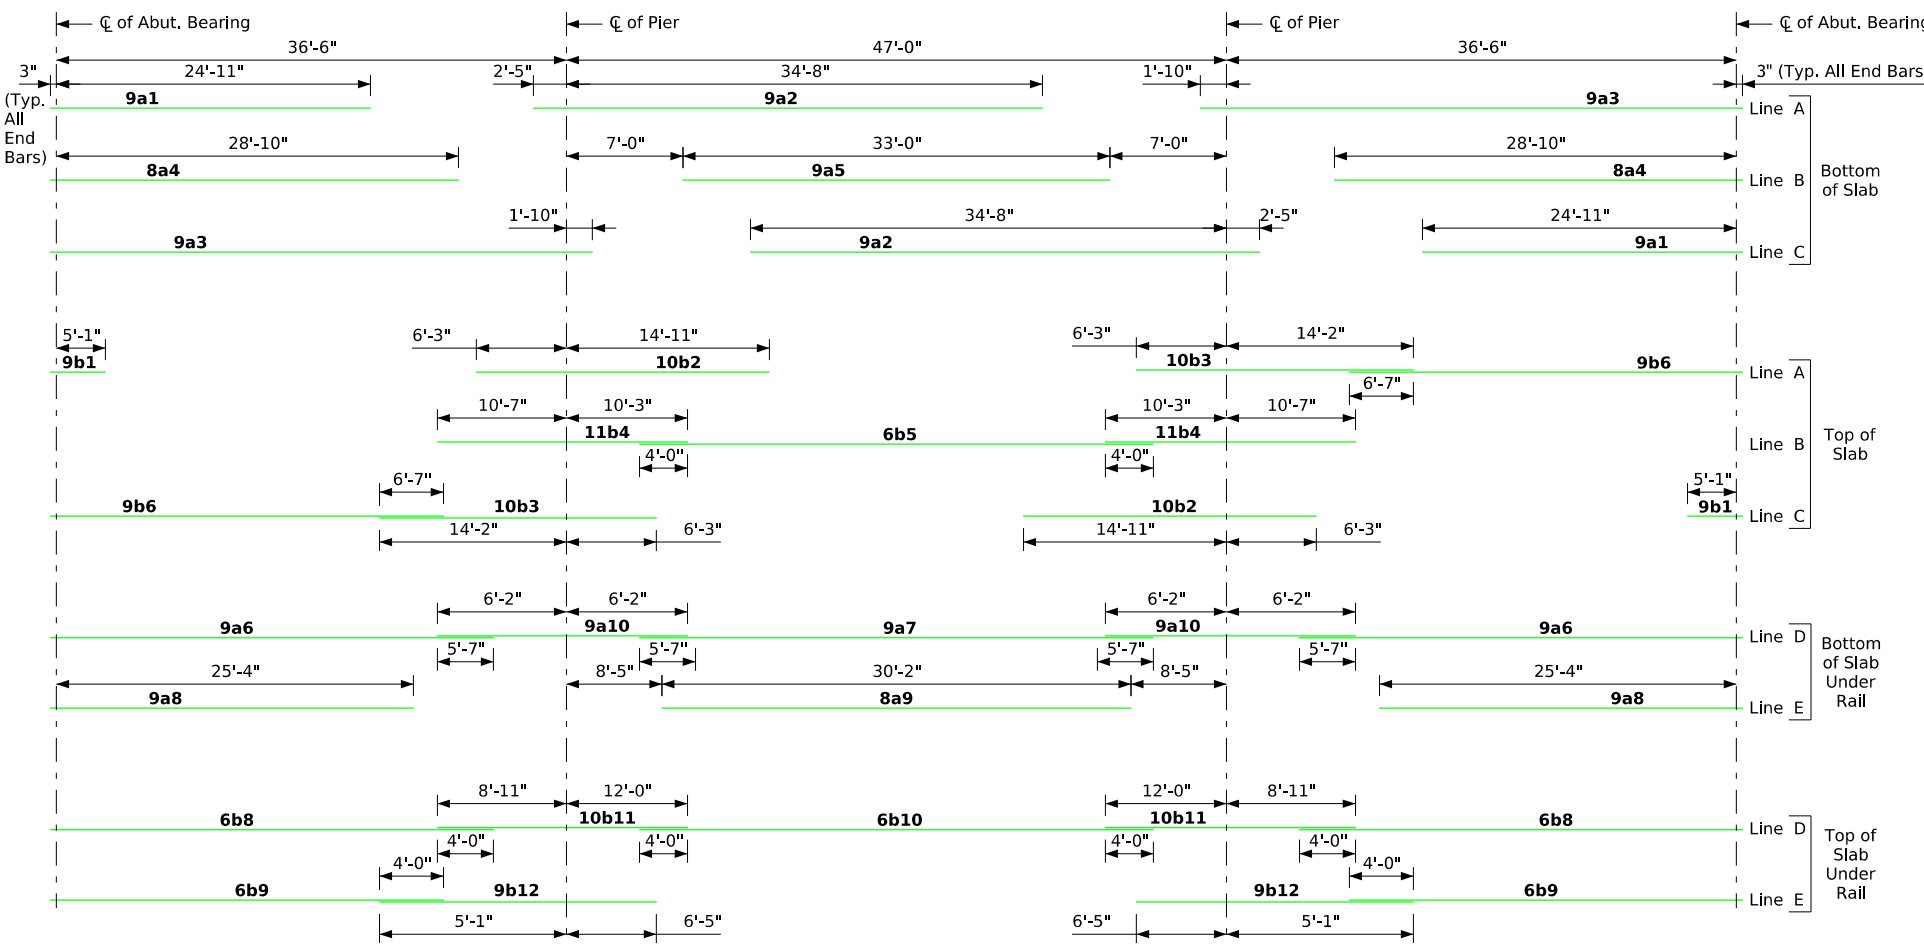 ℄ of Abut. Bearing
℄ of Pier
℄ of Pier
℄ of Abut. Bearing
36'-6"
47'-0"
36'-6"
3"
24'-11"
2'-5"
34'-8"
1'-10"
3" (Typ. All End Bars
(Typ.
All
End
Bars)
9a1
9a2
9a3
Line A
28'-10"
7'-0"
33'-0"
7'-0"
28'-10"
8a4
9a5
8a4
Line B
Bottom
of Slab
1'-10"
34'-8"
2'-5"
24'-11"
9a3
9a2
9a1
Line C
5'-1"
6'-3"
14'-11"
6'-3"
14'-2"
9b1
10b2
10b3
9b6
Line A
6'-7"
10'-7"
10'-3"
10'-3"
10'-7"
11b4
6b5
11b4
Line B
Top of
Slab
4'-0"
4'-0"
6'-7"
5'-1"
9b6
10b3
10b2
9b1
Line C
14'-2"
6'-3"
14'-11"
6'-3"
6'-2"
6'-2"
6'-2"
6'-2"
9a6
9a10
9a7
9a10
9a6
Line D
5'-7"
5'-7"
5'-7"
5'-7"
Bottom
of Slab
Under
Rail
25'-4"
8'-5"
30'-2"
8'-5"
25'-4"
9a8
8a9
9a8
Line E
8'-11"
12'-0"
12'-0"
8'-11"
6b8
10b11
6b10
10b11
6b8
Line D
4'-0"
4'-0"
4'-0"
4'-0"
Top of
Slab
Under
Rail
4'-0"
4'-0"
6b9
9b12
9b12
6b9
Line E
5'-1"
6'-5"
6'-5"
5'-1"